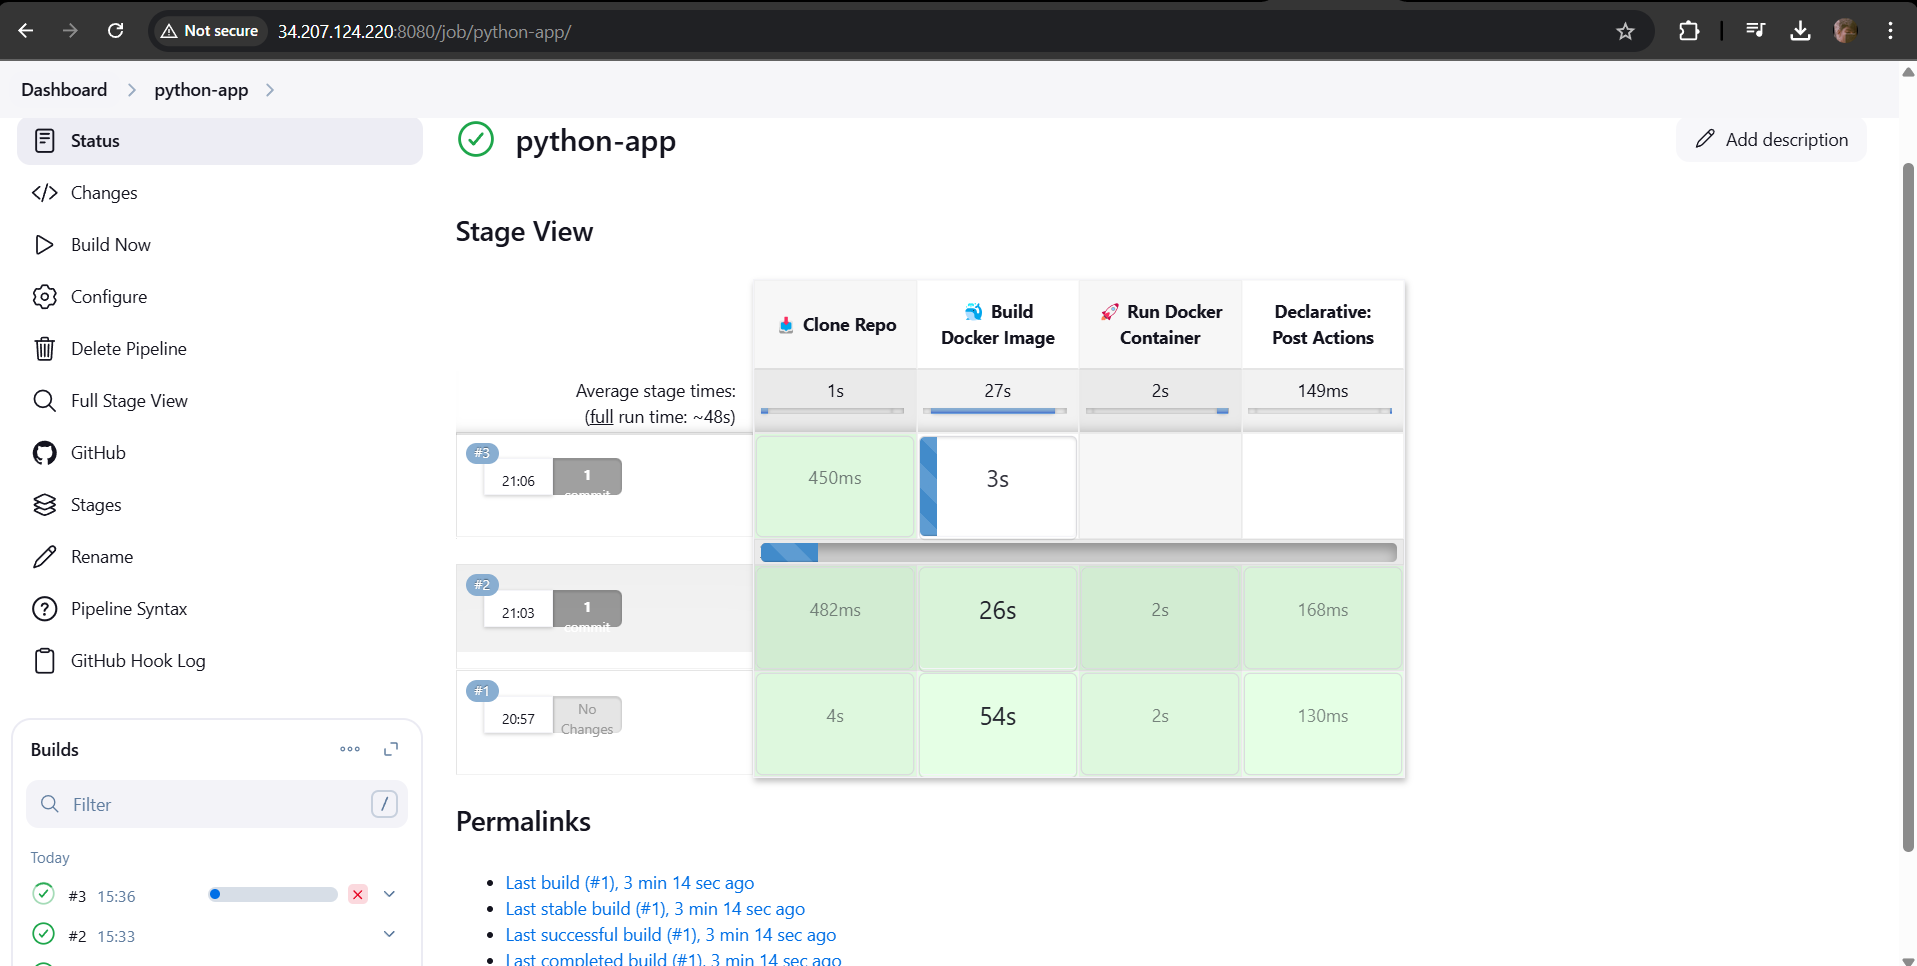 Not secure
34.207.124.220:8080/job/python-app/
Dashboard
python-app
Status
Changes
Build Now
Configure
Delete Pipeline
Full Stage View
GitHub
Stages
Rename
Pipeline Syntax
GitHub Hook Log
Builds
Filter
/
Today
#3 15:36
#2 15:33
python-app
Add description
Stage View
Clone Repo
Build
Docker Image
Run Docker
Container
Declarative:
Post Actions
Average stage times:
(full run time: ~48s)
1s
27s
2s
149ms
#3
21:06
1
commit
450ms
3s
#2
21:03
1
commit
482ms
26s
2s
168ms
#1
20:57
No
Changes
4s
54s
2s
130ms
Permalinks
Last build (#1), 3 min 14 sec ago
Last stable build (#1), 3 min 14 sec ago
Last successful build (#1), 3 min 14 sec ago
Last completed build (#1), 3 min 14 sec ago